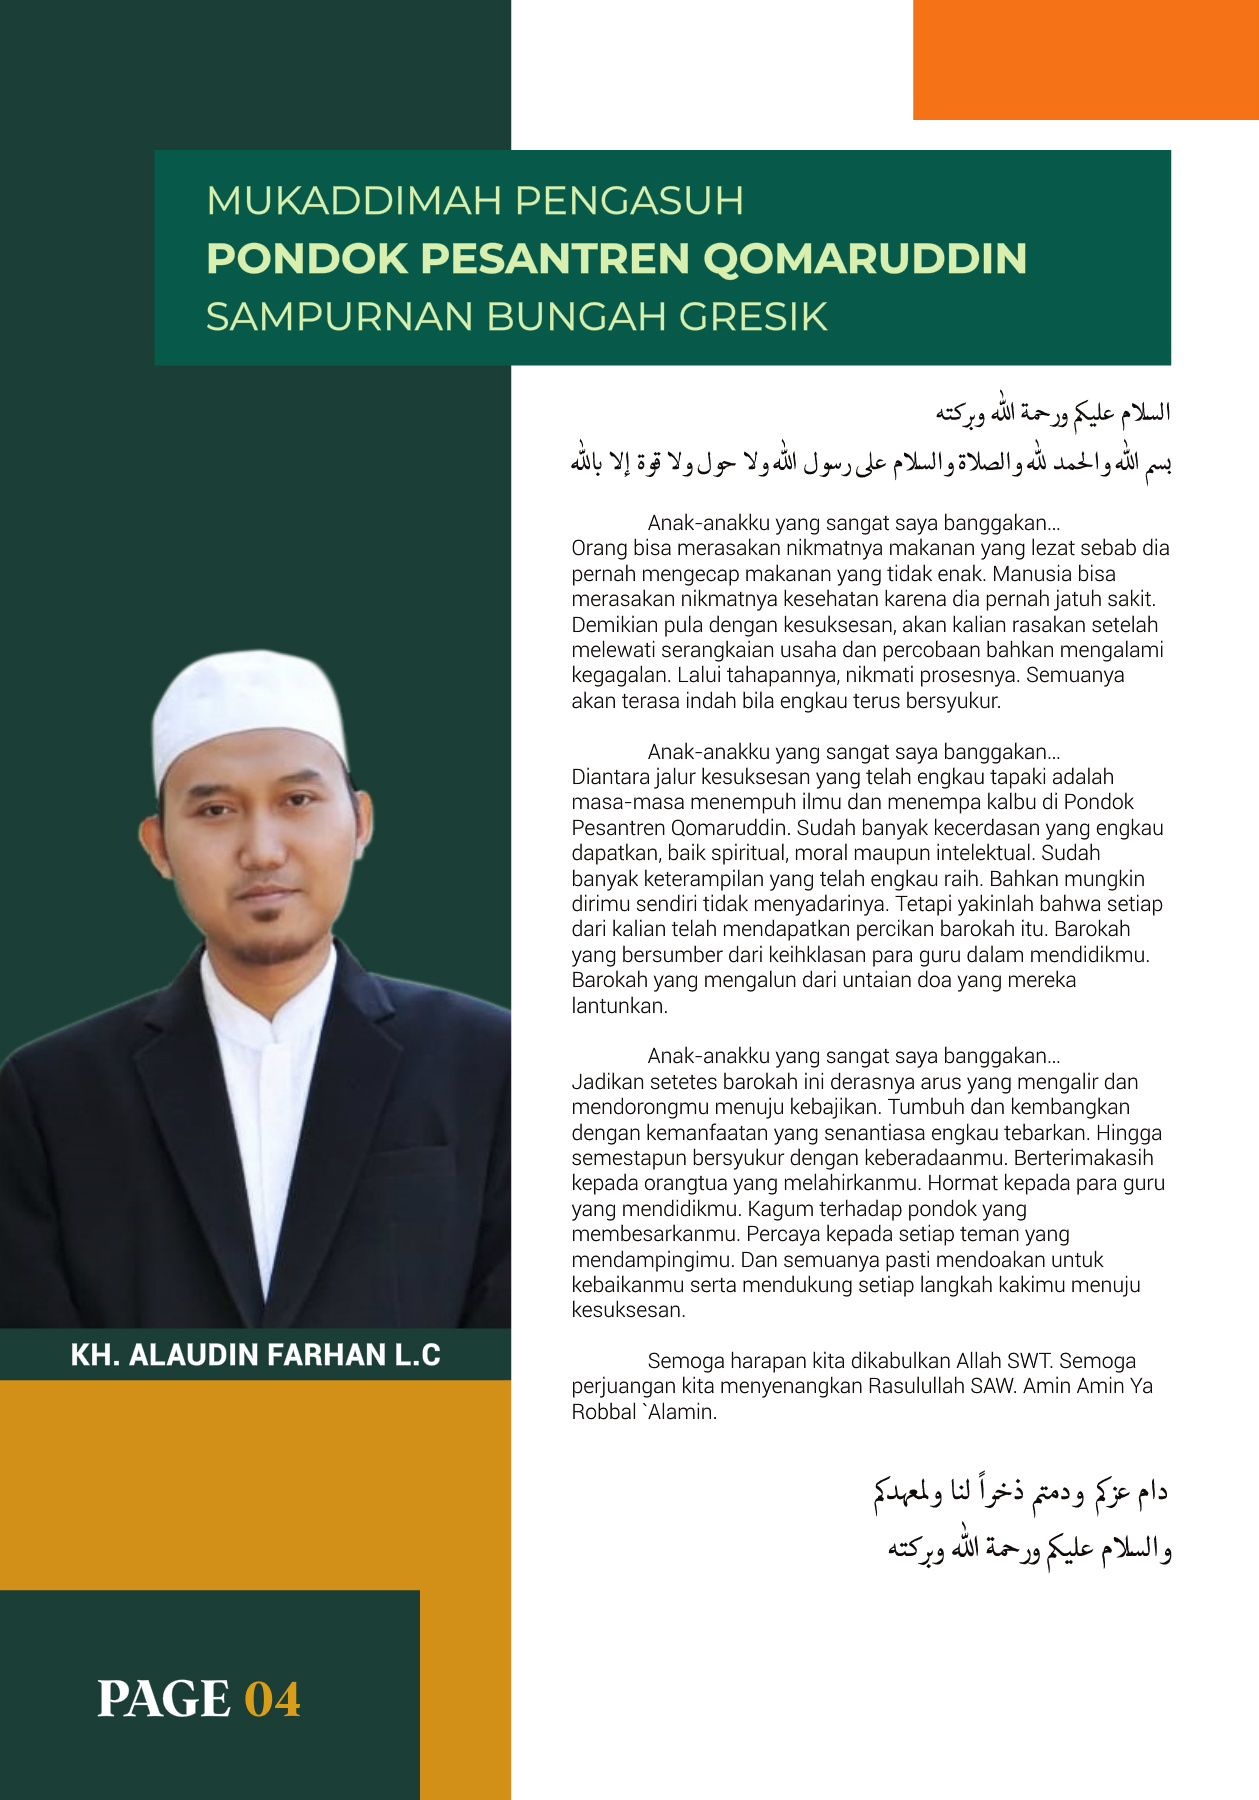 MUKADDIMAH PENGASUH
PONDOK PESANTREN QOMARUDDIN
SAMPURNAN BUNGAH GRESIK
السلام عليكم ورحمة الله وبركته
بسم الله والحمد لله والصلاة والسلام على رسول الله ولا حول ولا قوة إلا بالله
Anak-anakku yang sangat saya banggakan...
Orang bisa merasakan nikmatnya makanan yang lezat sebab dia
pernah mengecap makanan yang tidak enak. Manusia bisa
merasakan nikmatnya kesehatan karena dia pernah jatuh sakit.
Demikian pula dengan kesuksesan, akan kalian rasakan setelah
melewati serangkaian usaha dan percobaan bahkan mengalami
kegagalan. Lalui tahapannya, nikmati prosesnya. Semuanya
akan terasa indah bila engkau terus bersyukur.
Anak-anakku yang sangat saya banggakan...
Diantara jalur kesuksesan yang telah engkau tapaki adalah
masa-masa menempuh ilmu dan menempa kalbu di Pondok
Pesantren Qomaruddin. Sudah banyak kecerdasan yang engkau
dapatkan, baik spiritual, moral maupun intelektual. Sudah
banyak keterampilan yang telah engkau raih. Bahkan mungkin
dirimu sendiri tidak menyadarinya. Tetapi yakinlah bahwa setiap
dari kalian telah mendapatkan percikan barokah itu. Barokah
yang bersumber dari keihklasan para guru dalam mendidikmu.
Barokah yang mengalun dari untaian doa yang mereka
lantunkan.
Anak-anakku yang sangat saya banggakan...
Jadikan setetes barokah ini derasnya arus yang mengalir dan
mendorongmu menuju kebajikan. Tumbuh dan kembangkan
dengan kemanfaatan yang senantiasa engkau tebarkan. Hingga
semestapun bersyukur dengan keberadaanmu. Berterimakasih
kepada orangtua yang melahirkanmu. Hormat kepada para guru
yang mendidikmu. Kagum terhadap pondok yang
membesarkanmu. Percaya kepada setiap teman yang
mendampingimu. Dan semuanya pasti mendoakan untuk
kebaikanmu serta mendukung setiap langkah kakimu menuju
kesuksesan.
Semoga harapan kita dikabulkan Allah SWT. Semoga
perjuangan kita menyenangkan Rasulullah SAW. Amin Amin Ya
Robbal `Alamin.
دام عزكم ودمتم ذخراً لنا ولمعهدكم
والسلام عليكم ورحمة الله وبركته
KH. ALAUDIN FARHAN L.C
PAGE 04